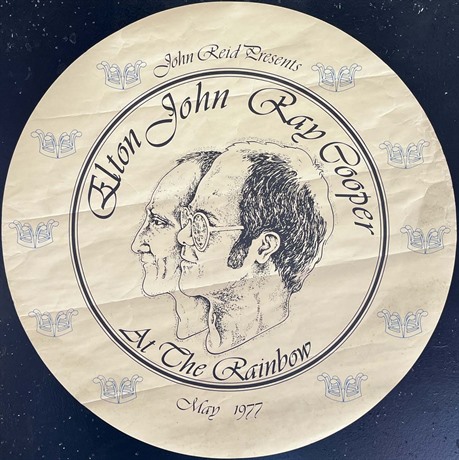 John Reid Presents
Elton John Ray Cooper
At The Rainbow
May 1977